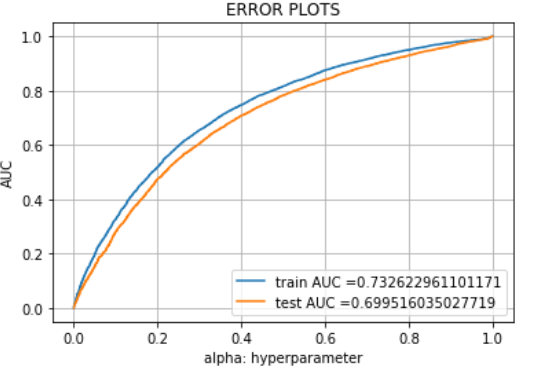 ERROR PLOTS
1.0
0.8
0.6
0.4
0.2
0.0
AUC
train AUC =0.732622961101171
test AUC =0.699516035027719
0.0 0.2 0.4 0.6 0.8 1.0
alpha: hyperparameter